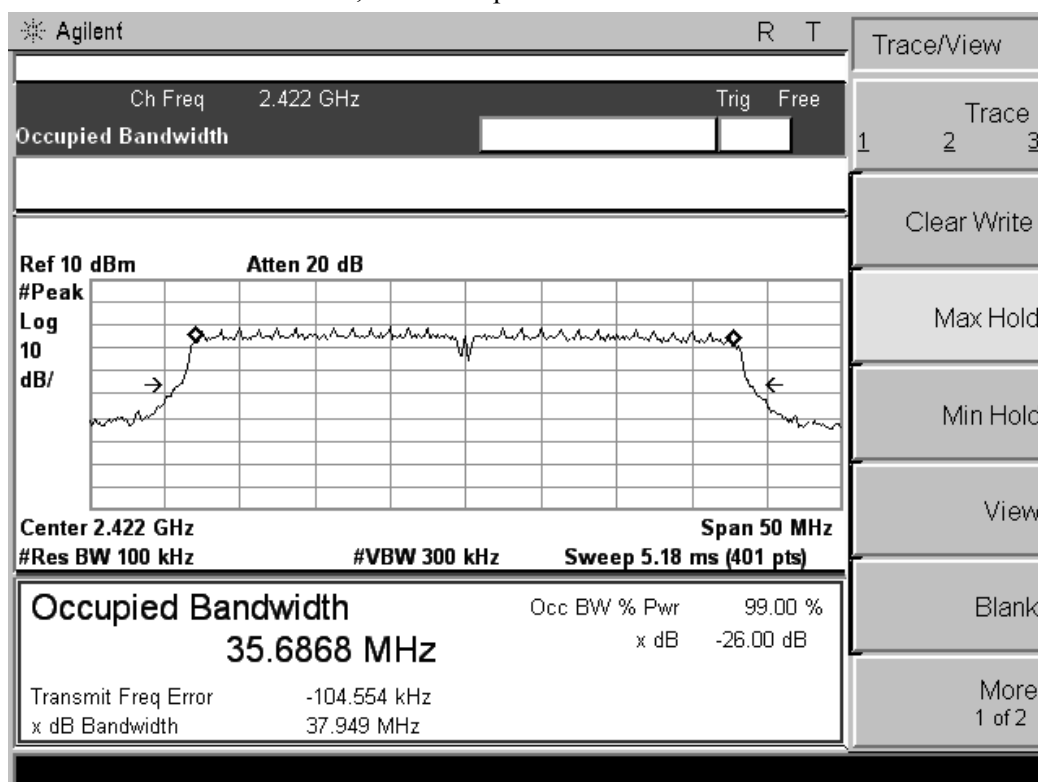 Agilent R T
Trace/View
Ch Freq 2.422 GHz Trig Free
Occupied Bandwidth
Trace
1 2 3
Clear Write
Ref 10 dBm Atten 20 dB
#Peak
Log
10
dB/
Max Hold
Min Hold
Center 2.422 GHz Span 50 MHz
#Res BW 100 kHz #VBW 300 kHz Sweep 5.18 ms (401 pts)
View
Occupied Bandwidth Occ BW % Pwr 99.00 %
35.6868 MHz x dB -26.00 dB
Blank
Transmit Freq Error -104.554 kHz
x dB Bandwidth 37.949 MHz
More
1 of 2